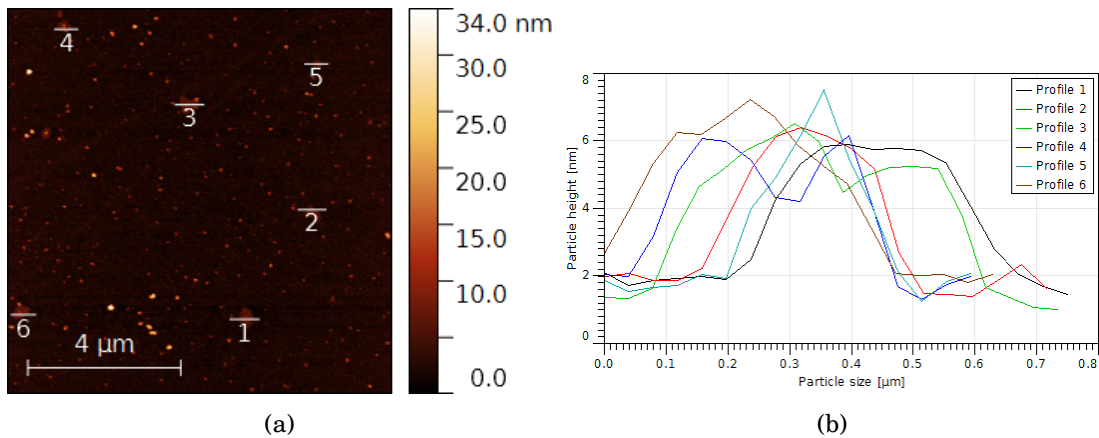 34.0 nm
30.0
25.0
20.0
15.0
10.0
5.0
0.0
4
5
3
2
6
1
4 µm
(a)
Particle height [nm]
8
6
4
2
0
0.0 0.1 0.2 0.3 0.4 0.5 0.6 0.7 0.8
Particle size [µm]
Profile 1
Profile 2
Profile 3
Profile 4
Profile 5
Profile 6
(b)